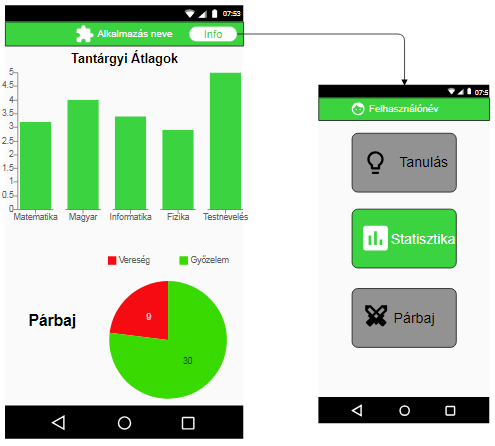 07:53
Alkalmazás neve
Info
Tantárgyi Átlagok
5
4.5
4
3.5
3
2.5
2
1.5
1
0.5
0
Matematika Magyar Informatika Fizika Testnevelés
Vereség Győzelem
Párbaj
9
30
07:5
Felhasználónév
Tanulás
Statisztika
Párbaj